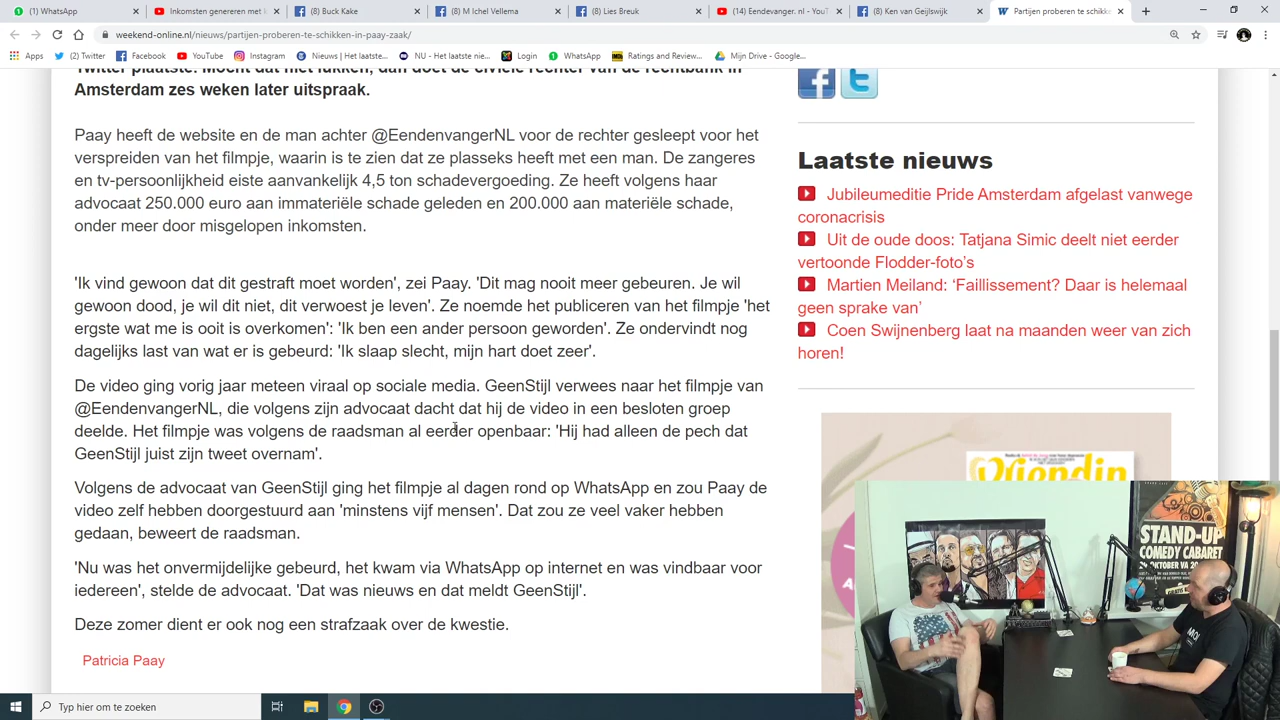 (1) WhatsApp
Inkomsten genereren met
(8) Buck Kake
(8) M Ichel Vellema
(8) Lies Breuk
(14) Eendevanger. nl - YouT
(8) Ken van Geijlswijk
Partijen proberen te schikke
weekend-online.nl/nieuws/partijen-proberen-te-schikken-in-paay-zaak/
Apps
(2) Twitter
Facebook
YouTube
Instagram
Nieuws | Het laatste...
NU - Het laatste nie...
Login
WhatsApp
Ratings and Review...
Mijn Drive - Google...
Twitter plaatste. Mocht dat niet lukken, dan doet de civiele rechter van de rechtbank in
Amsterdam zes weken later uitspraak.
Paay heeft de website en de man achter @EendenvangerNL voor de rechter gesleept voor het
verspreiden van het filmpje, waarin is te zien dat ze plasseks heeft met een man. De zangeres
en tv-persoonlijkheid eiste aanvankelijk 4,5 ton schadevergoeding. Ze heeft volgens haar
advocaat 250.000 euro aan immateriële schade geleden en 200.000 aan materiële schade,
onder meer door misgelopen inkomsten.
'Ik vind gewoon dat dit gestraft moet worden', zei Paay. 'Dit mag nooit meer gebeuren. Je wil
gewoon dood, je wil dit niet, dit verwoest je leven'. Ze noemde het publiceren van het filmpje 'het
ergste wat me is ooit is overkomen': 'Ik ben een ander persoon geworden'. Ze ondervindt nog
dagelijks last van wat er is gebeurd: 'Ik slaap slecht, mijn hart doet zeer'.
De video ging vorig jaar meteen viraal op sociale media. GeenStijl verwees naar het filmpje van
@EendenvangerNL, die volgens zijn advocaat dacht dat hij de video in een besloten groep
deelde. Het filmpje was volgens de raadsman al eerder openbaar: 'Hij had alleen de pech dat
GeenStijl juist zijn tweet overnam'.
Volgens de advocaat van GeenStijl ging het filmpje al dagen rond op WhatsApp en zou Paay de
video zelf hebben doorgestuurd aan 'minstens vijf mensen'. Dat zou ze veel vaker hebben
gedaan, beweert de raadsman.
'Nu was het onvermijdelijke gebeurd, het kwam via WhatsApp op internet en was vindbaar voor
iedereen', stelde de advocaat. 'Dat was nieuws en dat meldt GeenStijl'.
Deze zomer dient er ook nog een strafzaak over de kwestie.
Patricia Paay
Laatste nieuws
Jubileumeditie Pride Amsterdam afgelast vanwege
coronacrisis
Uit de oude doos: Tatjana Simic deelt niet eerder
vertoonde Flodder-foto's
Martien Meiland: 'Faillissement? Daar is helemaal
geen sprake van'
Coen Swijnenberg laat na maanden weer van zich
horen!
Vriendin
STAND-UP
COMEDY CABARET
Typ hier om te zoeken